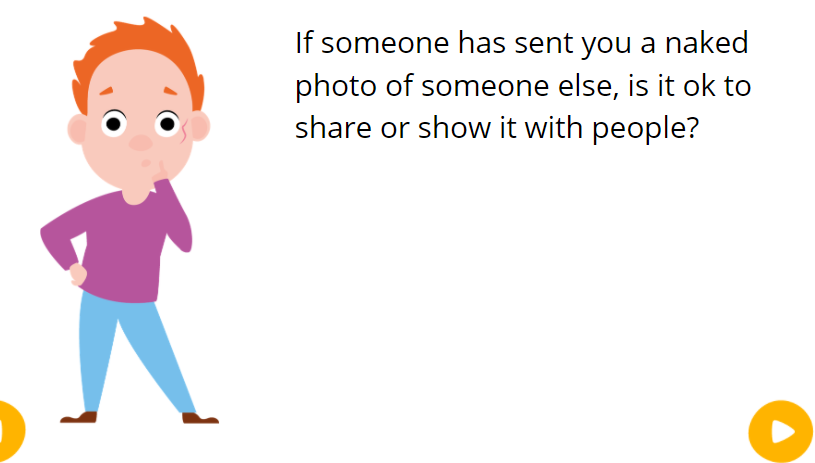 If someone has sent you a naked
photo of someone else, is it ok to
share or show it with people?